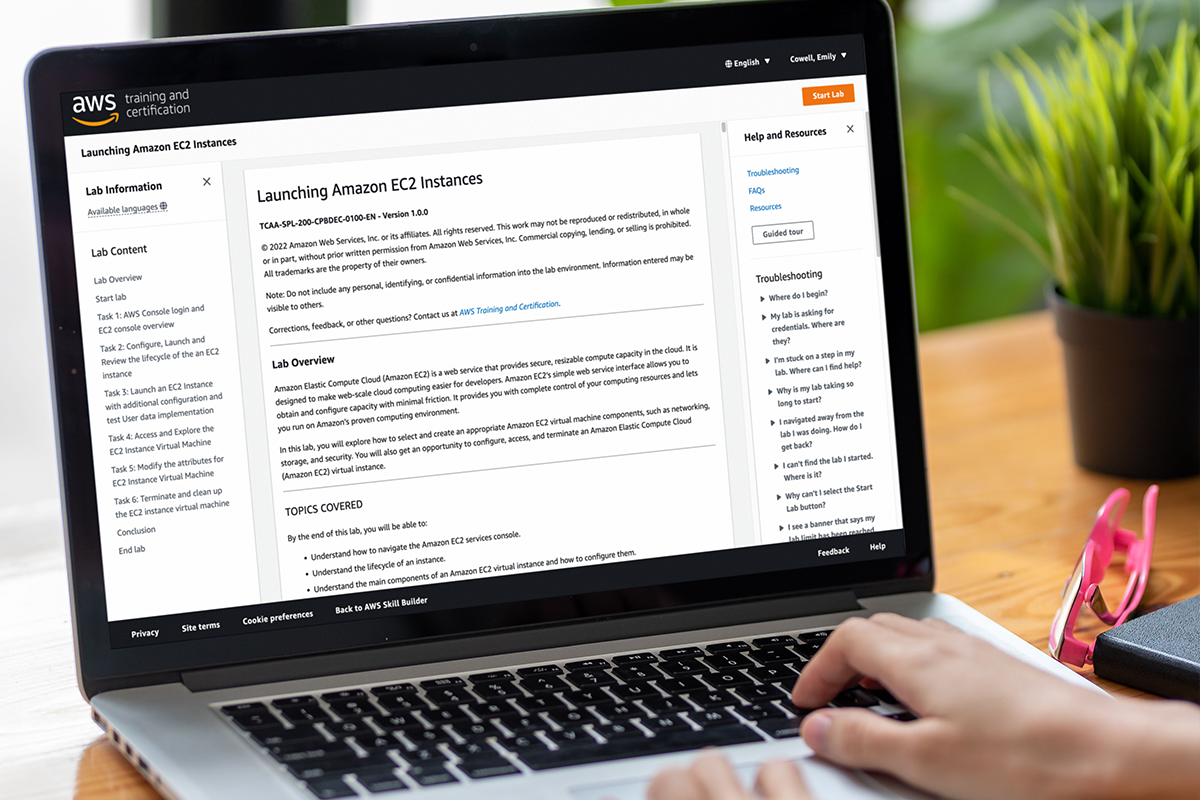 aws training and
certification
English ▼ Cowell, Emily ▼
Launching Amazon EC2 Instances
Start Lab
Lab Information
Available languages
Lab Content
Lab Overview
Start lab
Task 1: AWS Console login and
EC2 console overview
Task 2: Configure, Launch and
Review the lifecycle of the an EC2
instance
Task 3: Launch an EC2 Instance
with additional configuration and
test User data implementation
Task 4: Access and Explore the
EC2 Instance Virtual Machine
Task 5: Modify the attributes for
EC2 Instance Virtual Machine
Task 6: Terminate and clean up
the EC2 instance virtual machine
Conclusion
End lab
Launching Amazon EC2 Instances
TCAA-SPL-200-CPBDEC-0100-EN - Version 1.0.0
© 2022 Amazon Web Services, Inc. or its affiliates. All rights reserved. This work may not be reproduced or redistributed, in whole
or in part, without prior written permission from Amazon Web Services, Inc. Commercial copying, lending, or selling is prohibited.
All trademarks are the property of their owners.
Note: Do not include any personal, identifying, or confidential information into the lab environment. Information entered may be
visible to others.
Corrections, feedback, or other questions? Contact us at AWS Training and Certification.
Lab Overview
Amazon Elastic Compute Cloud (Amazon EC2) is a web service that provides secure, resizable compute capacity in the cloud. It is
designed to make web-scale cloud computing easier for developers. Amazon EC2's simple web service interface allows you to
obtain and configure capacity with minimal friction. It provides you with complete control of your computing resources and lets
you run on Amazon's proven computing environment.
In this lab, you will explore how to select and create an appropriate Amazon EC2 virtual machine components, such as networking,
storage, and security. You will also get an opportunity to configure, access, and terminate an Amazon Elastic Compute Cloud
(Amazon EC2) virtual instance.
TOPICS COVERED
By the end of this lab, you will be able to:
• Understand how to navigate the Amazon EC2 services console.
• Understand the lifecycle of an instance.
• Understand the main components of an Amazon EC2 virtual instance and how to configure them.
Help and Resources
Troubleshooting
FAQs
Resources
Guided tour
Troubleshooting
Where do I begin?
My lab is asking for
credentials. Where are
they?
I'm stuck on a step in my
lab. Where can I find help?
Why is my lab taking so
long to start?
I navigated away from the
lab I was doing. How do I
get back?
I can't find the lab I started.
Where is it?
Why can't I select the Start
Lab button?
I see a banner that says my
lab limit has been reached
Privacy Site terms Cookie preferences Back to AWS Skill Builder Feedback Help